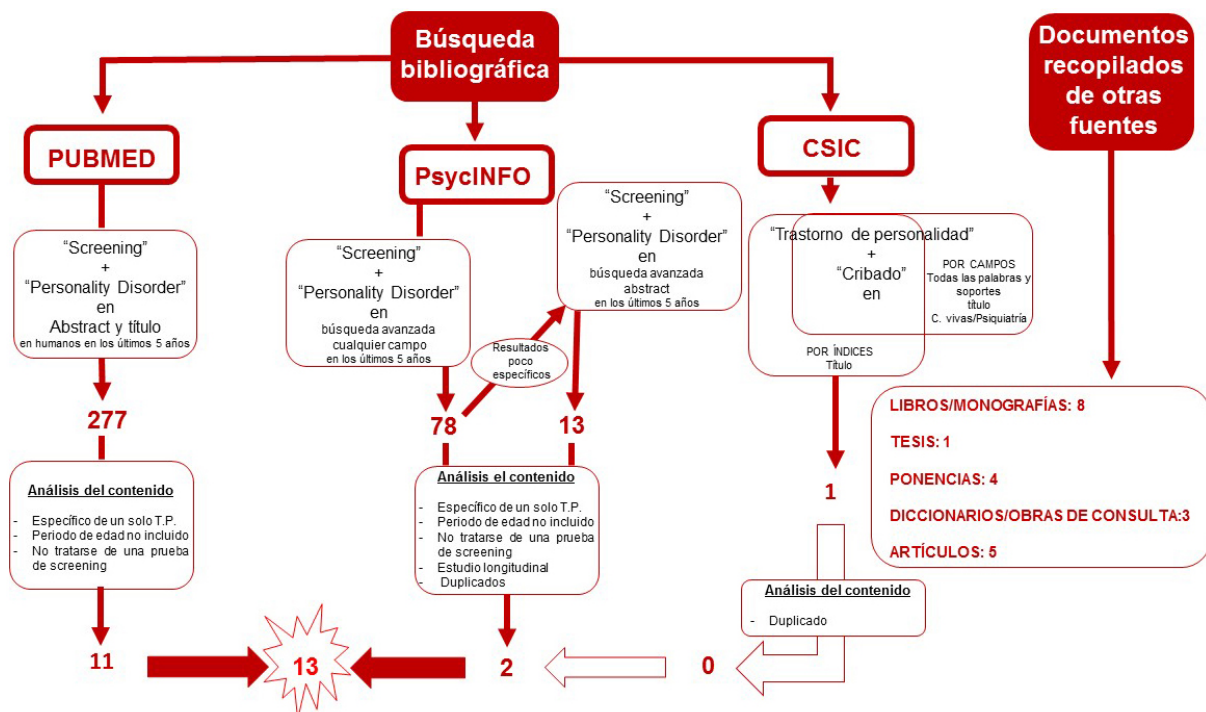 Búsqueda
bibliográfica
Documentos
recopilados
de otras
fuentes
PUBMED
“Screening”
+
“Personality Disorder”
en
Abstract y título
en humanos en los últimos 5 años
277
Análisis del contenido
- Específico de un solo T.P.
- Periodo de edad no incluido
- No tratarse de una prueba
de screening
11
PsycINFO
“Screening”
+
“Personality Disorder”
en
búsqueda avanzada
cualquier campo
en los últimos 5 años
Resultados
poco
específicos
“Screening”
+
“Personality Disorder”
en
búsqueda avanzada
abstract
en los últimos 5 años
78
13
Análisis el contenido
- Específico de un solo T.P.
- Periodo de edad no incluido
- No tratarse de una prueba
de screening
- Estudio longitudinal
- Duplicados
2
CSIC
“Trastorno de personalidad”
+
“Cribado”
en
POR CAMPOS
Todas las palabras y
soportes
título
C. vivas/Psiquiatría
POR ÍNDICES
Título
1
Análisis del contenido
- Duplicado
0
13
LIBROS/MONOGRAFÍAS: 8
TESIS: 1
PONENCIAS: 4
DICCIONARIOS/OBRAS DE CONSULTA:3
ARTÍCULOS: 5